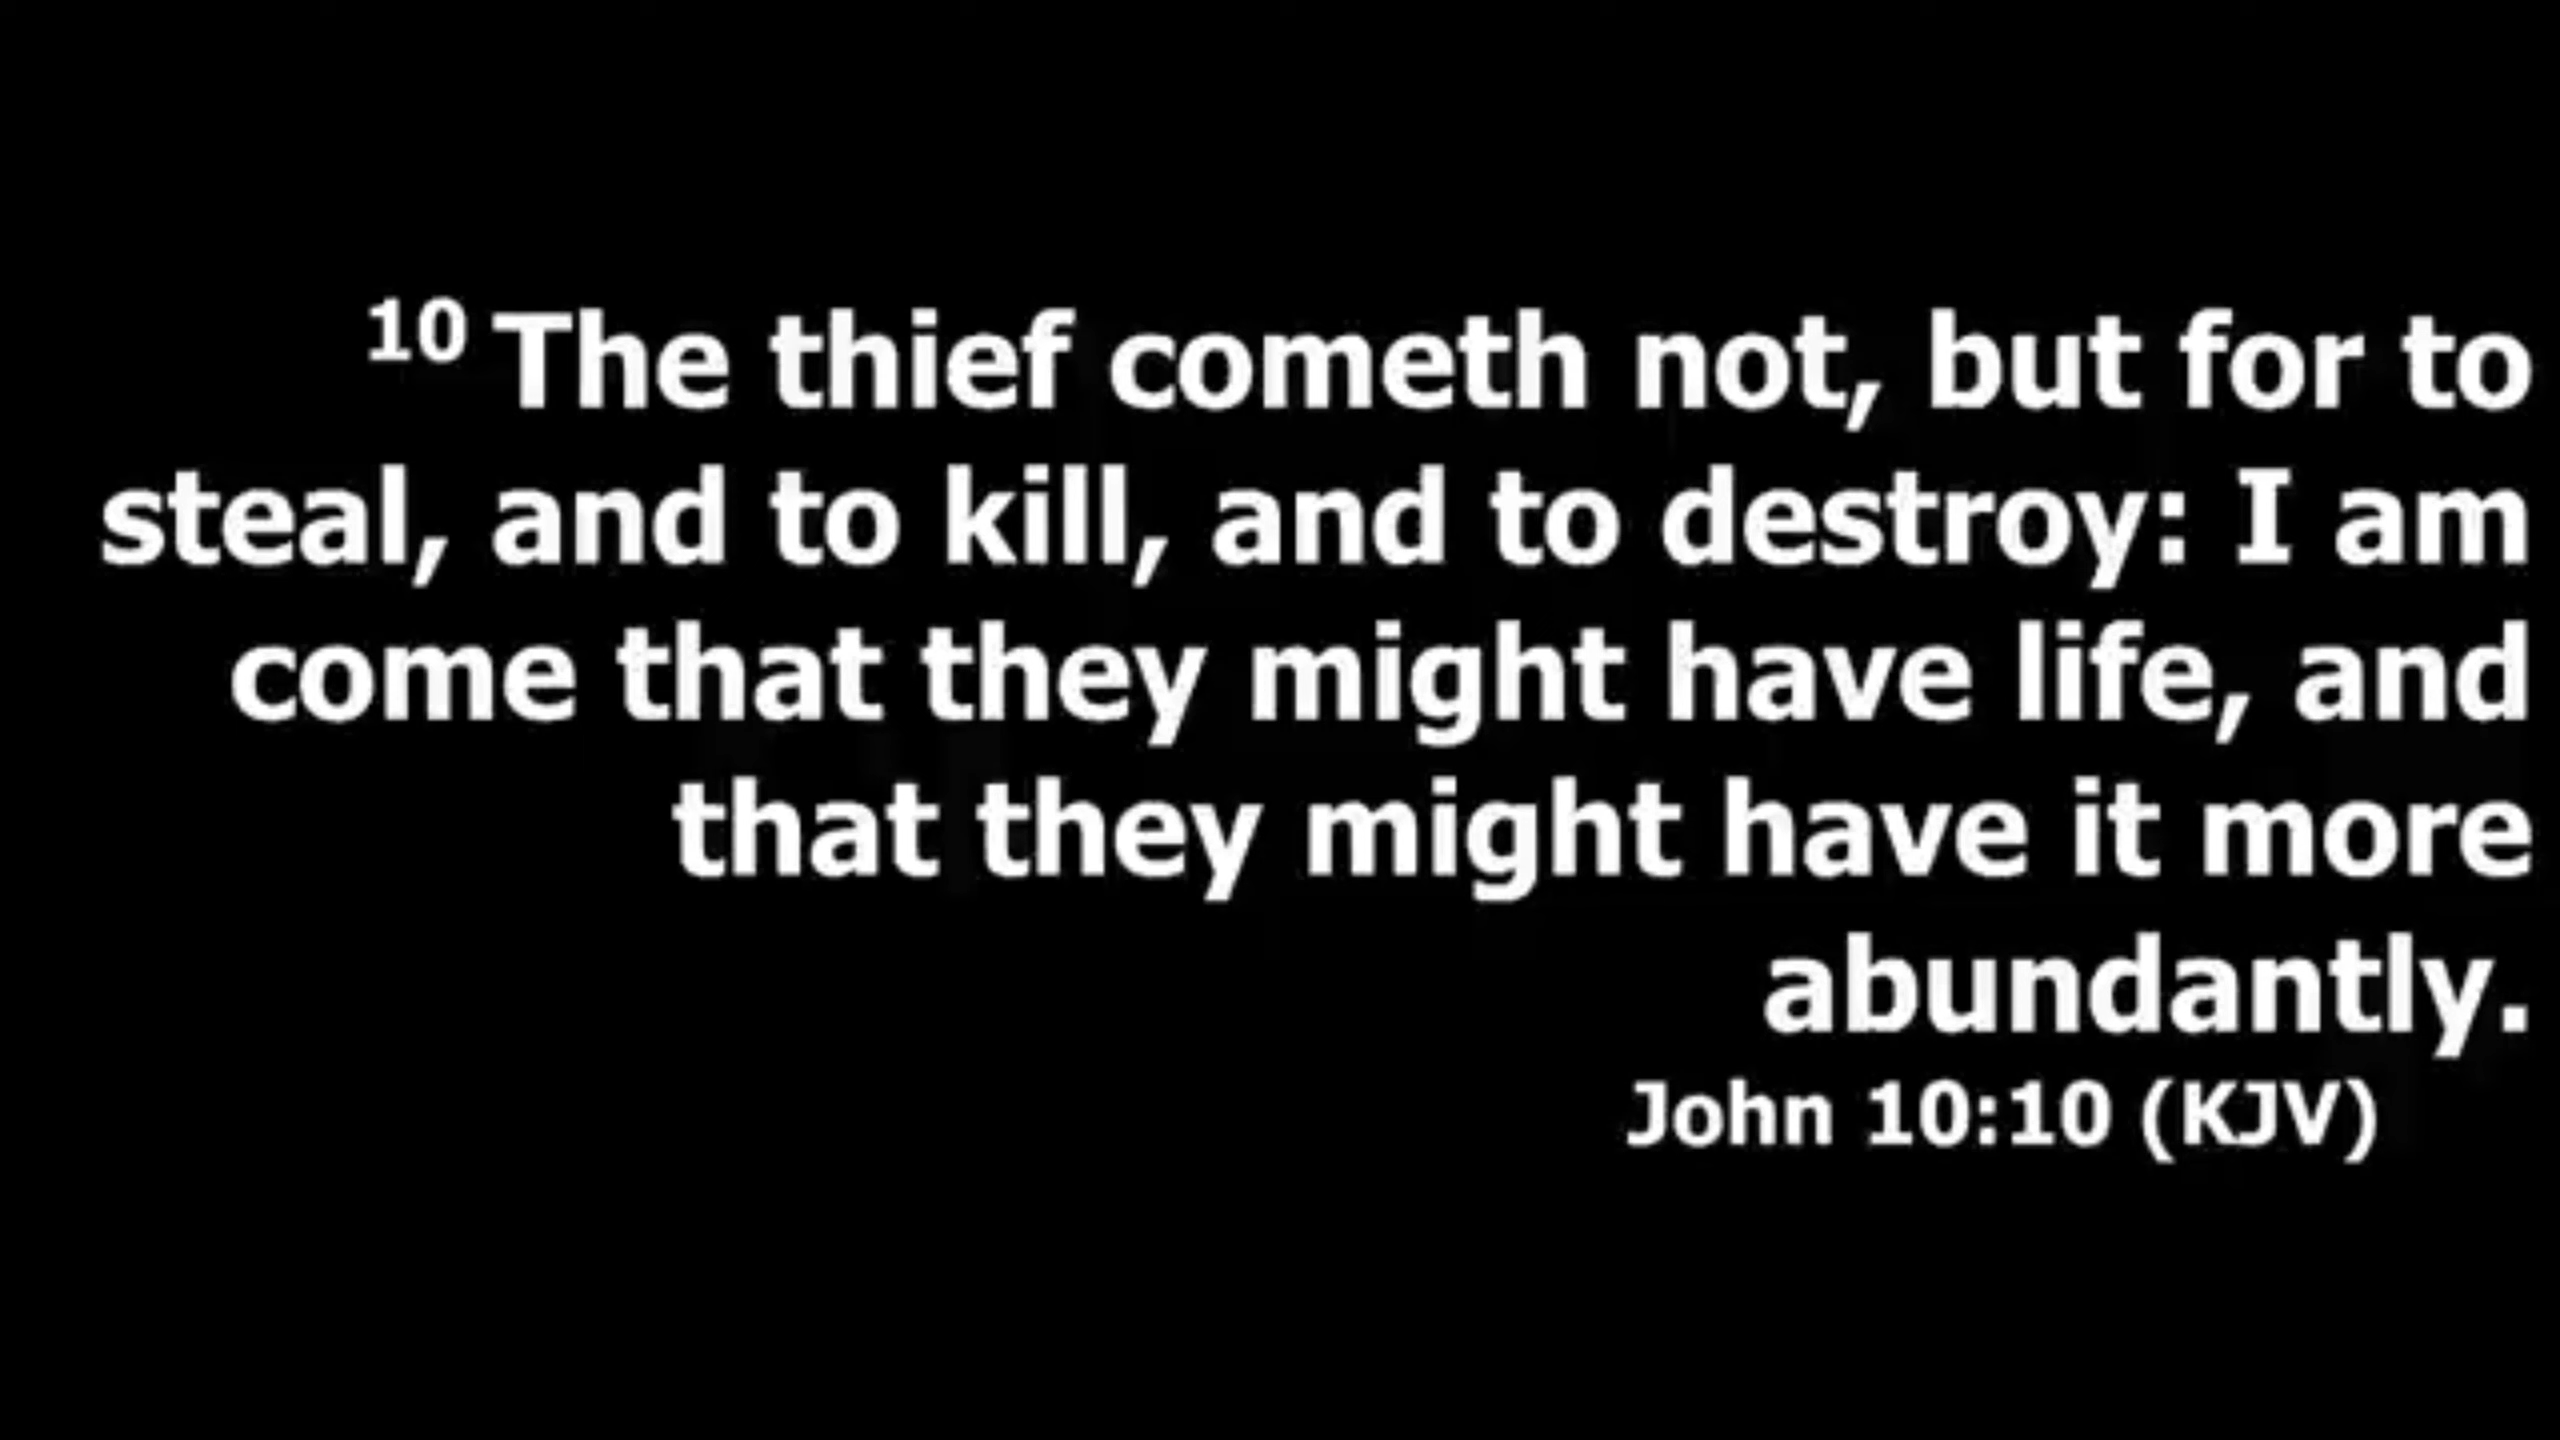 10 The thief cometh not, but for to
steal, and to kill, and to destroy: I am
come that they might have life, and
that they might have it more
abundantly.
John 10:10 (KJV)